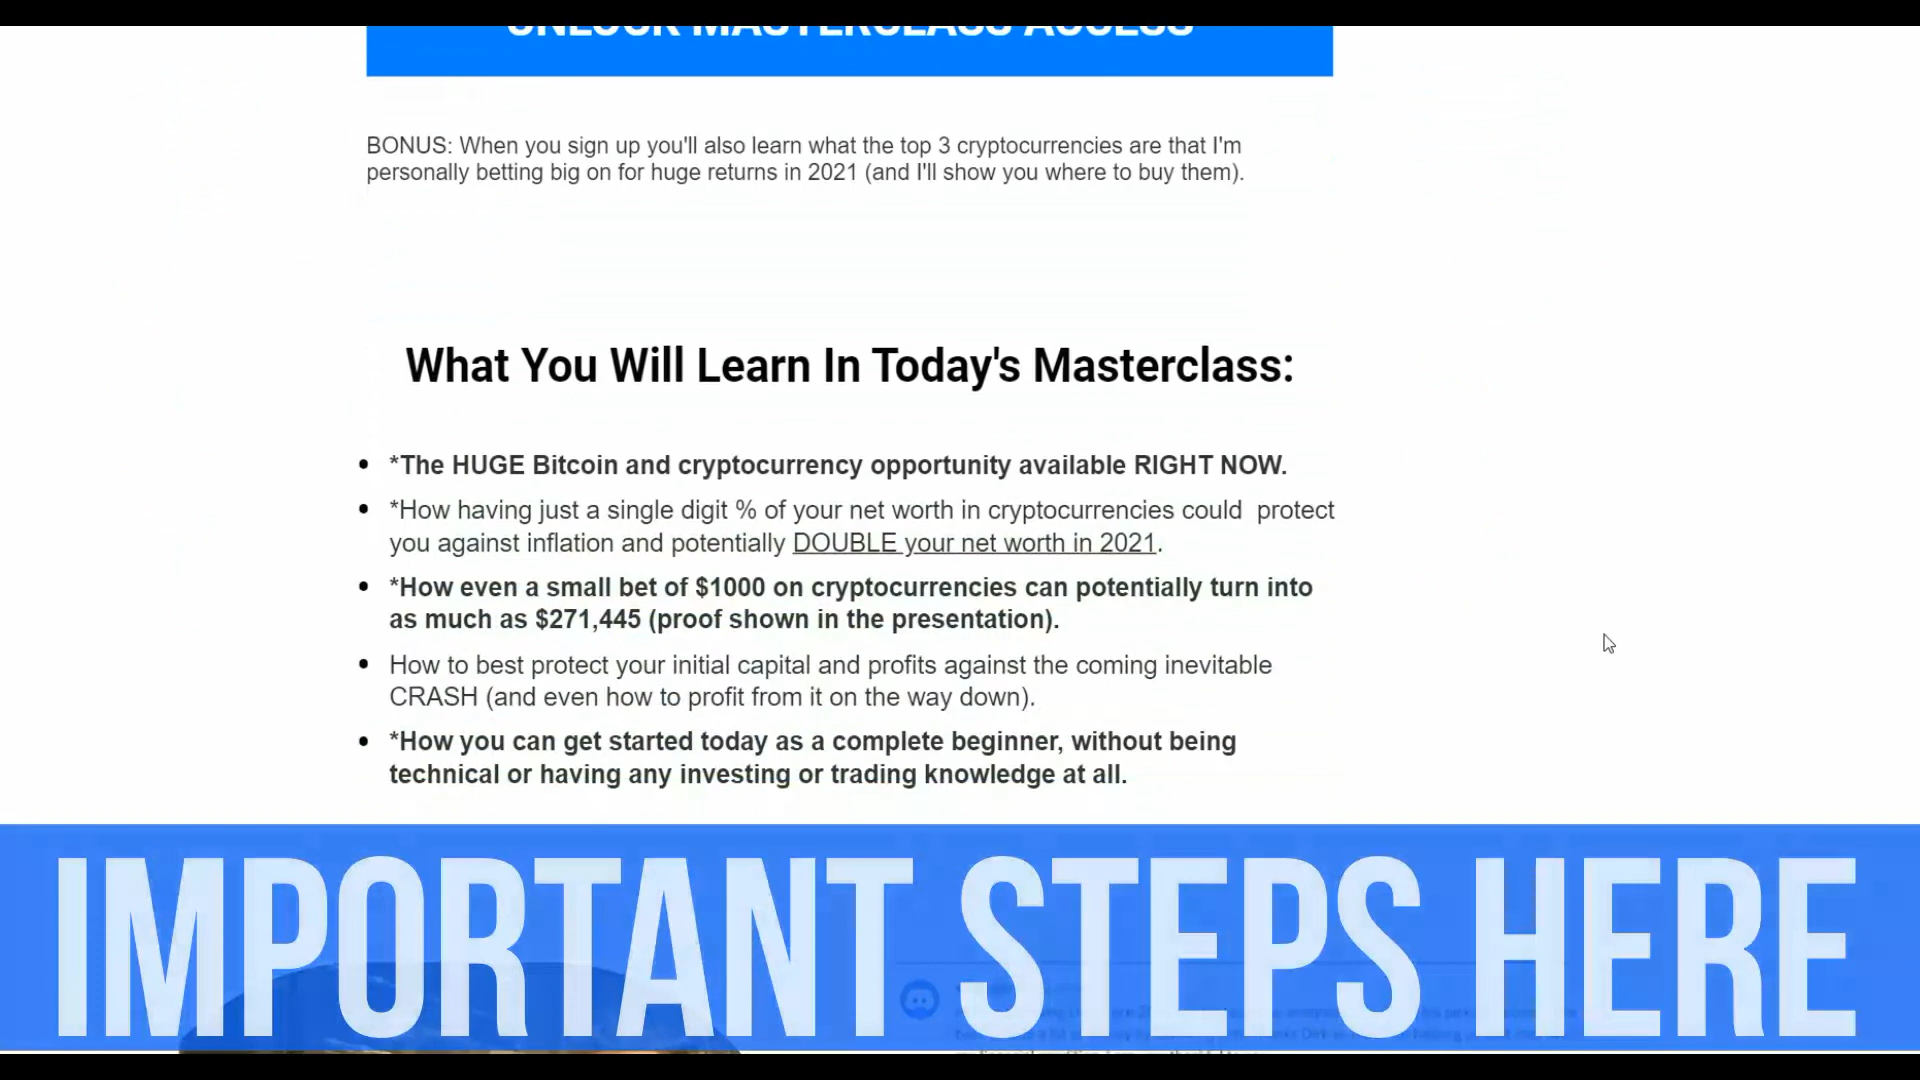 UNLOCK MASTERCLASS ACCESS
BONUS: When you sign up you'll also learn what the top 3 cryptocurrencies are that I'm
personally betting big on for huge returns in 2021 (and I'll show you where to buy them).
What You Will Learn In Today's Masterclass:
• *The HUGE Bitcoin and cryptocurrency opportunity available RIGHT NOW.
• *How having just a single digit % of your net worth in cryptocurrencies could  protect
you against inflation and potentially DOUBLE your net worth in 2021.
• *How even a small bet of $1000 on cryptocurrencies can potentially turn into
as much as $271,445 (proof shown in the presentation).
• How to best protect your initial capital and profits against the coming inevitable
CRASH (and even how to profit from it on the way down).
• *How you can get started today as a complete beginner, without being
technical or having any investing or trading knowledge at all.
IMPORTANT STEPS HERE